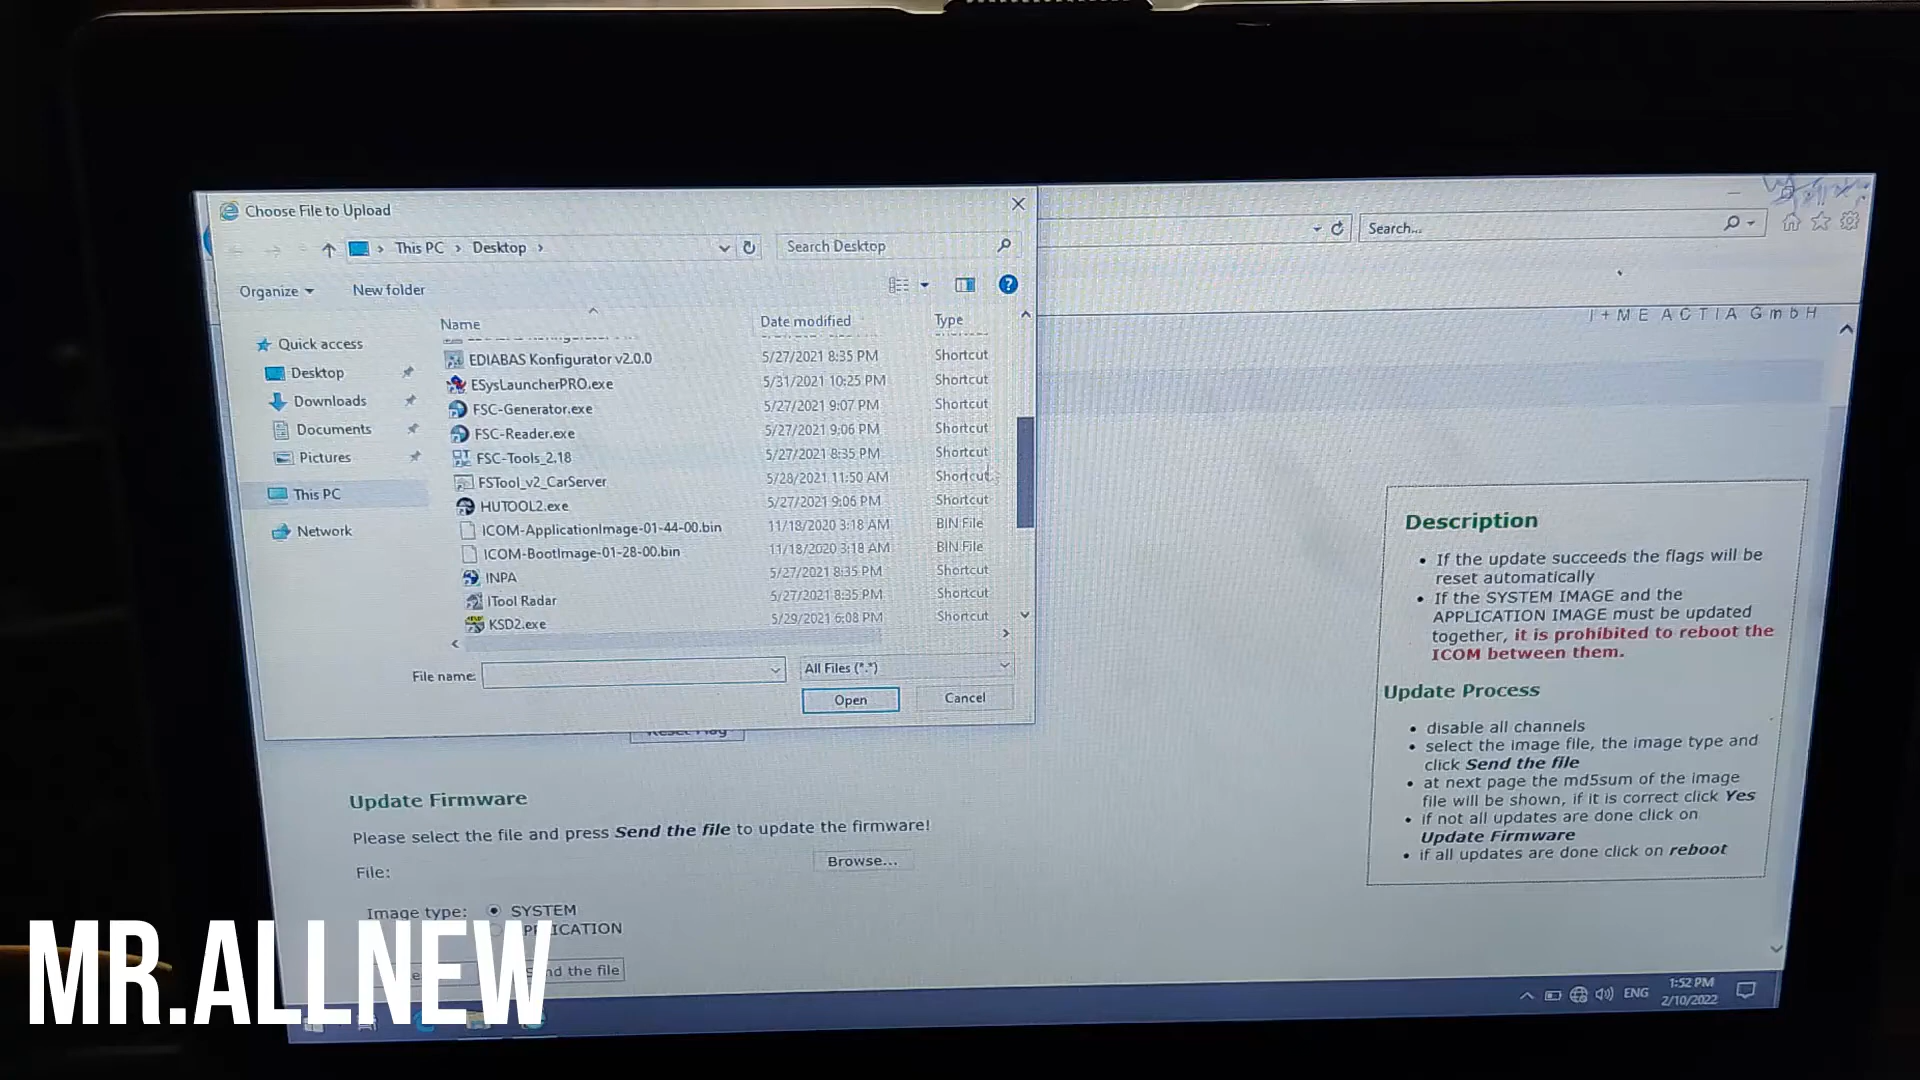 Choose File to Upload
This PC > Desktop >
Search Desktop
Search...
Organize
New folder
I+ME ACTIA GmbH
Name
Date modified
Type
Quick access
Desktop
Downloads
Documents
Pictures
This PC
Network
EDIABAS Konfigurator v2.0.0 5/27/2021 8:35 PM Shortcut
ESysLauncherPRO.exe 5/31/2021 10:25 PM Shortcut
FSC-Generator.exe 5/27/2021 9:07 PM Shortcut
FSC-Reader.exe 5/27/2021 9:06 PM Shortcut
FSC-Tools_2.18 5/27/2021 8:35 PM Shortcut
FSTool_v2_CarServer 5/28/2021 11:50 AM Shortcut
HUTOOL2.exe 5/27/2021 9:06 PM Shortcut
ICOM-ApplicationImage-01-44-00.bin 11/18/2020 3:18 AM BIN File
ICOM-BootImage-01-28-00.bin 11/18/2020 3:18 AM BIN File
INPA 5/27/2021 8:35 PM Shortcut
ITool Radar 5/27/2021 8:35 PM Shortcut
KSD2.exe 5/29/2021 6:08 PM Shortcut
File name:
All Files (*.*)
Open
Cancel
Description
• If the update succeeds the flags will be
reset automatically
• If the SYSTEM IMAGE and the
APPLICATION IMAGE must be updated
together, it is prohibited to reboot the
ICOM between them.
Update Process
• disable all channels
• select the image file, the image type and
click Send the file
• at next page the md5sum of the image
file will be shown, if it is correct click Yes
• if not all updates are done click on
Update Firmware
• if all updates are done click on reboot
Update Firmware
Please select the file and press Send the file to update the firmware!
File:
Browse...
Image type: SYSTEM
PLICATION
nd the file
MR.ALLNEW
ENG
1:52 PM
2/10/2022